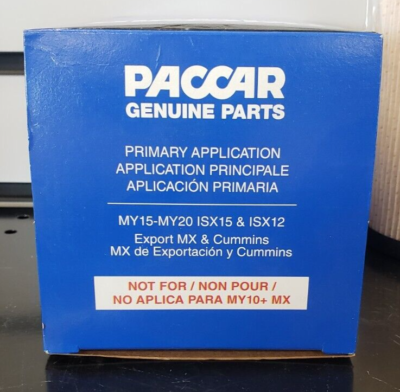 PACCAR
GENUINE PARTS
PRIMARY APPLICATION
APPLICATION PRINCIPALE
APLICACIÓN PRIMARIA
MY15-MY20 ISX15 & ISX12
Export MX & Cummins
MX de Exportación y Cummins
NOT FOR / NON POUR /
NO APLICA PARA MY10+ MX